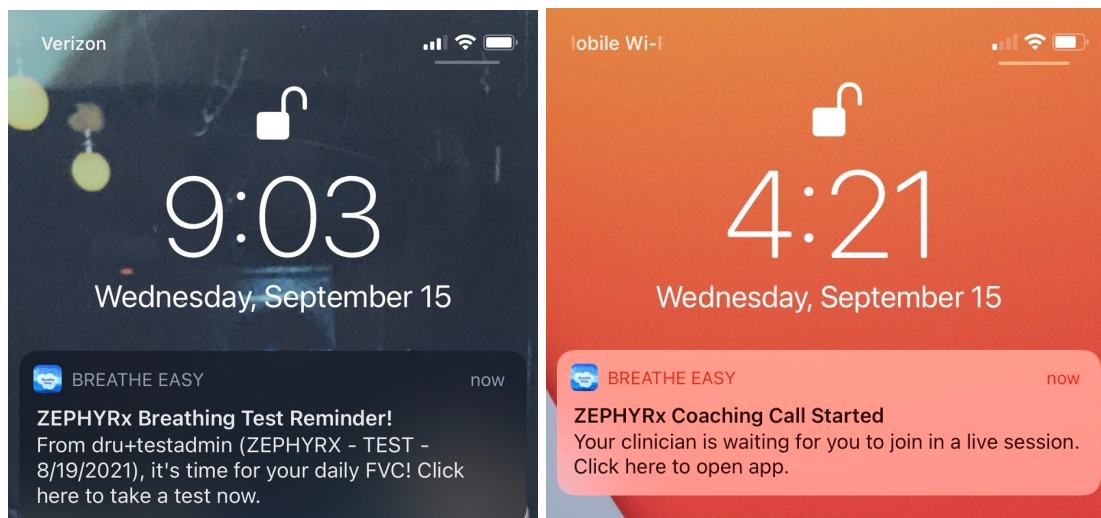 Verizon
9:03
Wednesday, September 15
BREATHE EASY now
ZEPHYRx Breathing Test Reminder!
From dru+testadmin (ZEPHYRX - TEST -
8/19/2021), it's time for your daily FVC! Click
here to take a test now.
obile Wi-F
4:21
Wednesday, September 15
BREATHE EASY now
ZEPHYRx Coaching Call Started
Your clinician is waiting for you to join in a live session.
Click here to open app.